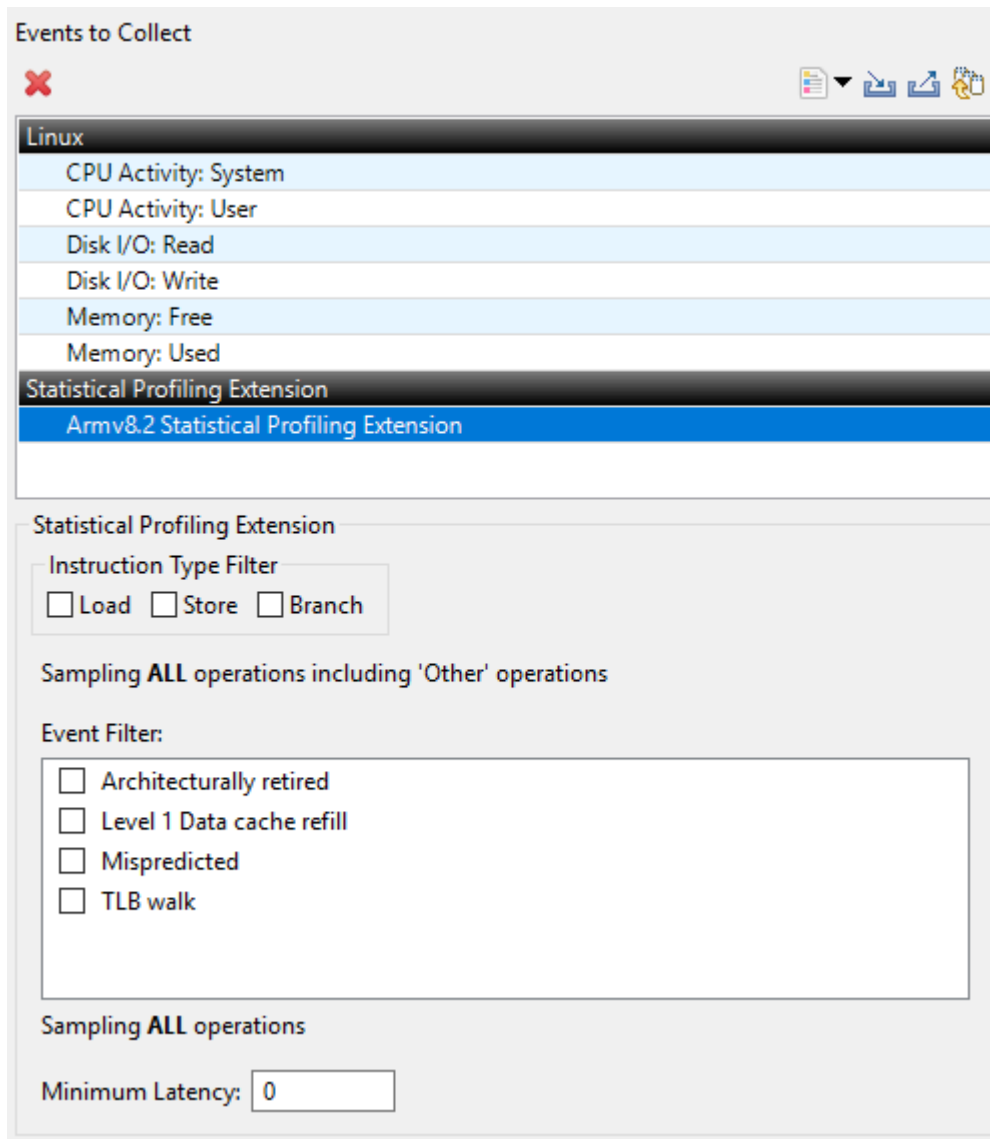 Events to Collect
Linux
CPU Activity: System
CPU Activity: User
Disk I/O: Read
Disk I/O: Write
Memory: Free
Memory: Used
Statistical Profiling Extension
Armv8.2 Statistical Profiling Extension
Statistical Profiling Extension
Instruction Type Filter
Load Store Branch
Sampling ALL operations including 'Other' operations
Event Filter:
Architecturally retired
Level 1 Data cache refill
Mispredicted
TLB walk
Sampling ALL operations
Minimum Latency: 0